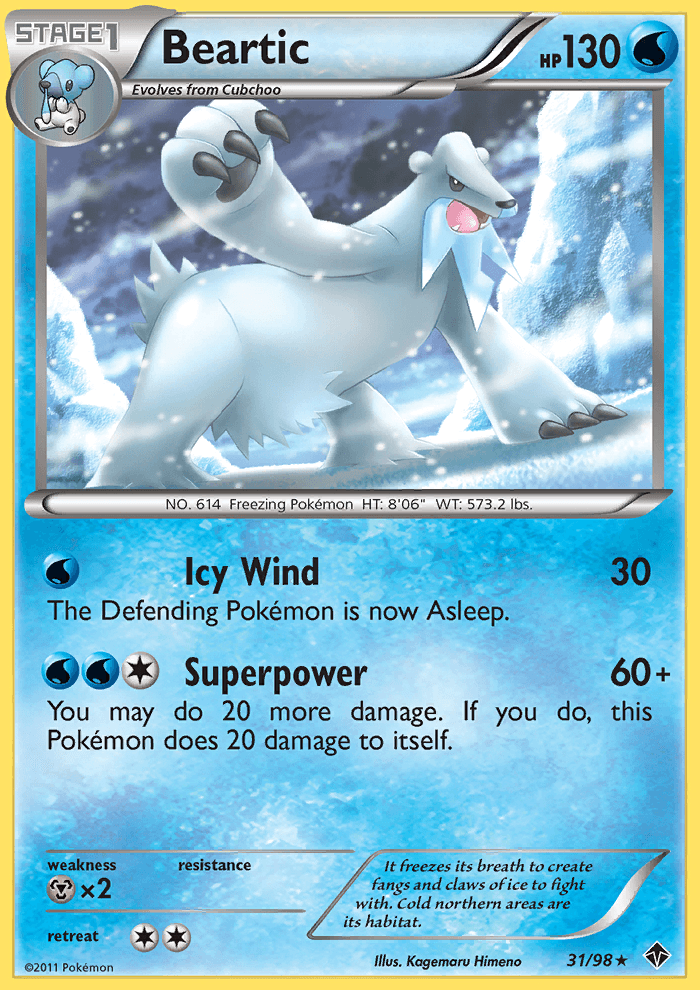 STAGE1
Beartic
HP130
Evolves from Cubchoo
NO. 614 Freezing Pokémon HT: 8'06" WT: 573.2 lbs.
Icy Wind 30
The Defending Pokémon is now Asleep.
Superpower 60+
You may do 20 more damage. If you do, this
Pokémon does 20 damage to itself.
weakness resistance
×2
retreat
It freezes its breath to create
fangs and claws of ice to fight
with. Cold northern areas are
its habitat.
©2011 Pokémon
Illus. Kagemaru Himeno
31/98★